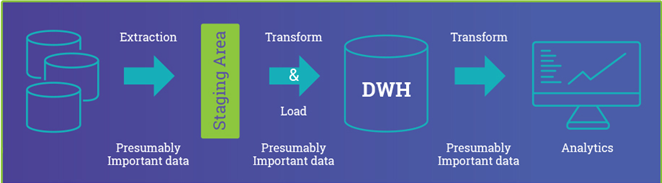 Extraction
Staging Area
Transform
&
Load
DWH
Transform
Presumably
Important data
Presumably
Important data
Presumably
Important data
Analytics